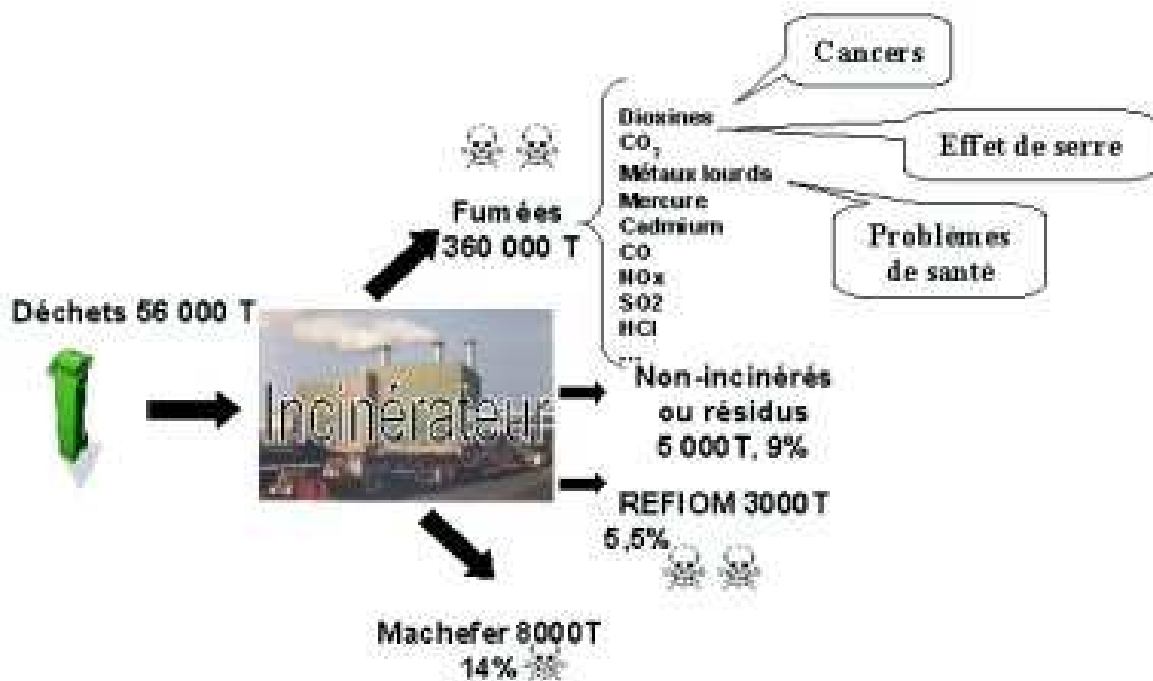 Cancers
Dioxines
CO2
Effet de serre
Métaux lourds
Mercure
Cadmium
CO
NOx
SO2
HCl
...
Problèmes
de santé
Fumées
360 000 T
Déchets 56 000 T
Incinérateur
Non-incinérés
ou résidus
5 000T, 9%
REFIOM 3000T
5,5%
Machefer 8000T
14%